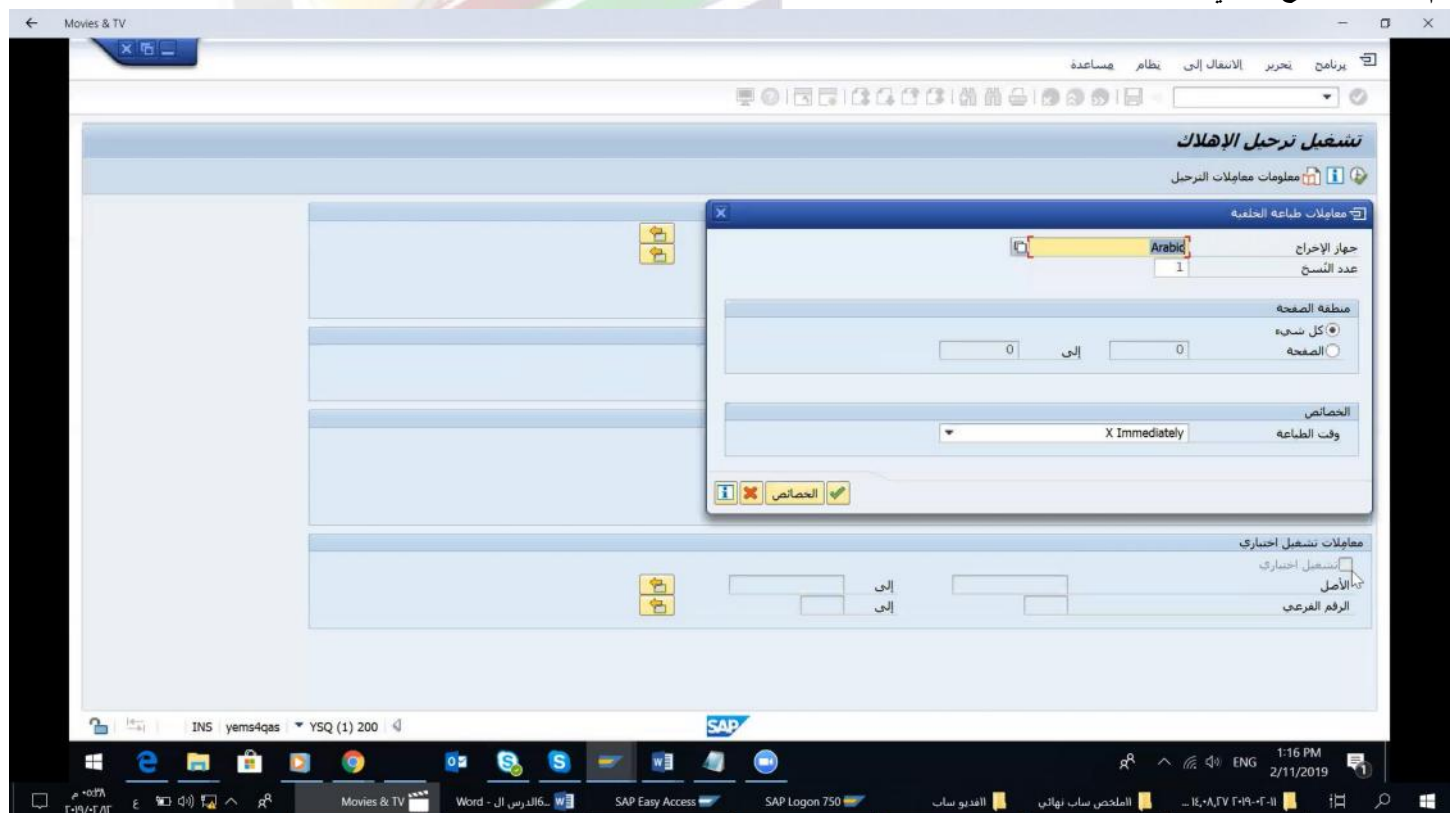 Movies & TV
برنامج تحرير الانتقال إلى نظام مساعدة
تشغيل ترحيل الإهلاك
معلومات معاملات الترحيل
معاملات طباعة الخلفية
جهاز الإخراج Arabic
عدد النّسخ 1
منطقة الصفحة
كل شيء
الصفحة 0 إلى 0
الخصائص
وقت الطباعة X Immediately
الخصائص
معاملات تشغيل اختباري
تشغيل اختباري
الأصل إلى
الرقم الفرعي إلى
INS yems4qas YSQ (1) 200
SAP
ENG 1:16 PM
2/11/2019
Movies & TV
Word - الدرس ال6...
SAP Easy Access
SAP Logon 750
الفديو ساب
الملخص ساب نهائي
ع